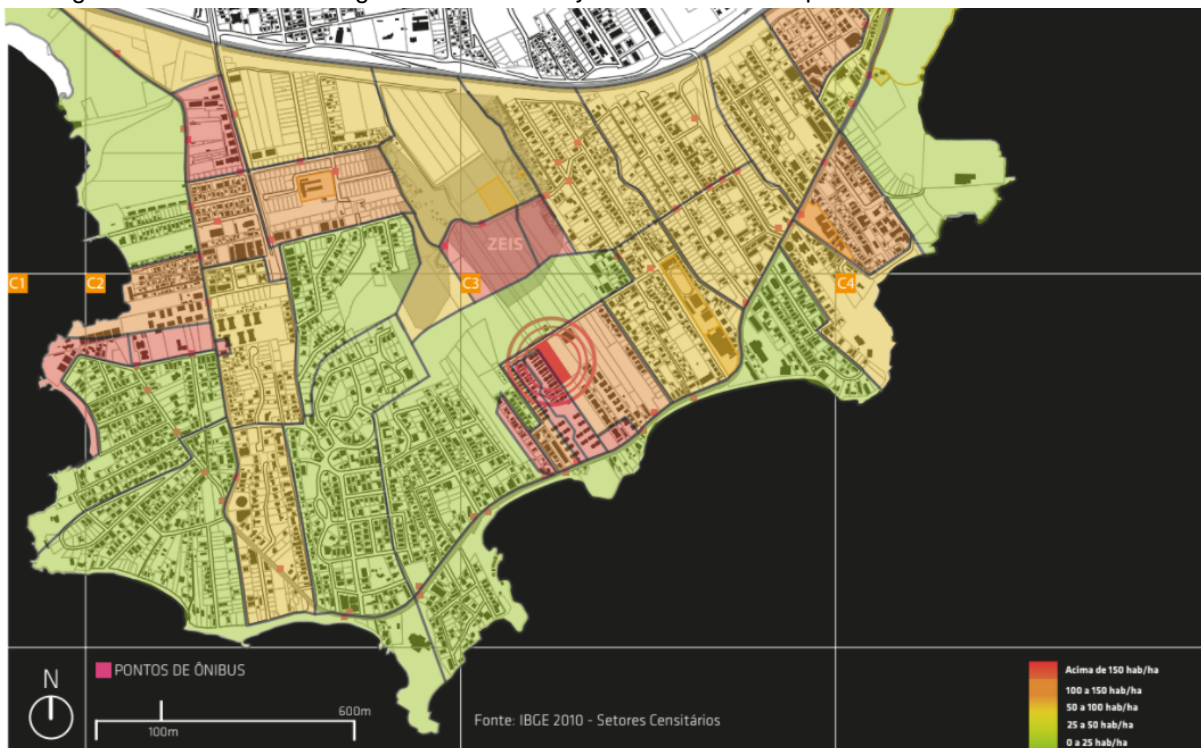 ZEIS
C1
C2
C3
C4
N
PONTOS DE ÔNIBUS
100m
600m
Fonte: IBGE 2010 - Setores Censitários
Acima de 150 hab/ha
100 a 150 hab/ha
50 a 100 hab/ha
25 a 50 hab/ha
0 a 25 hab/ha